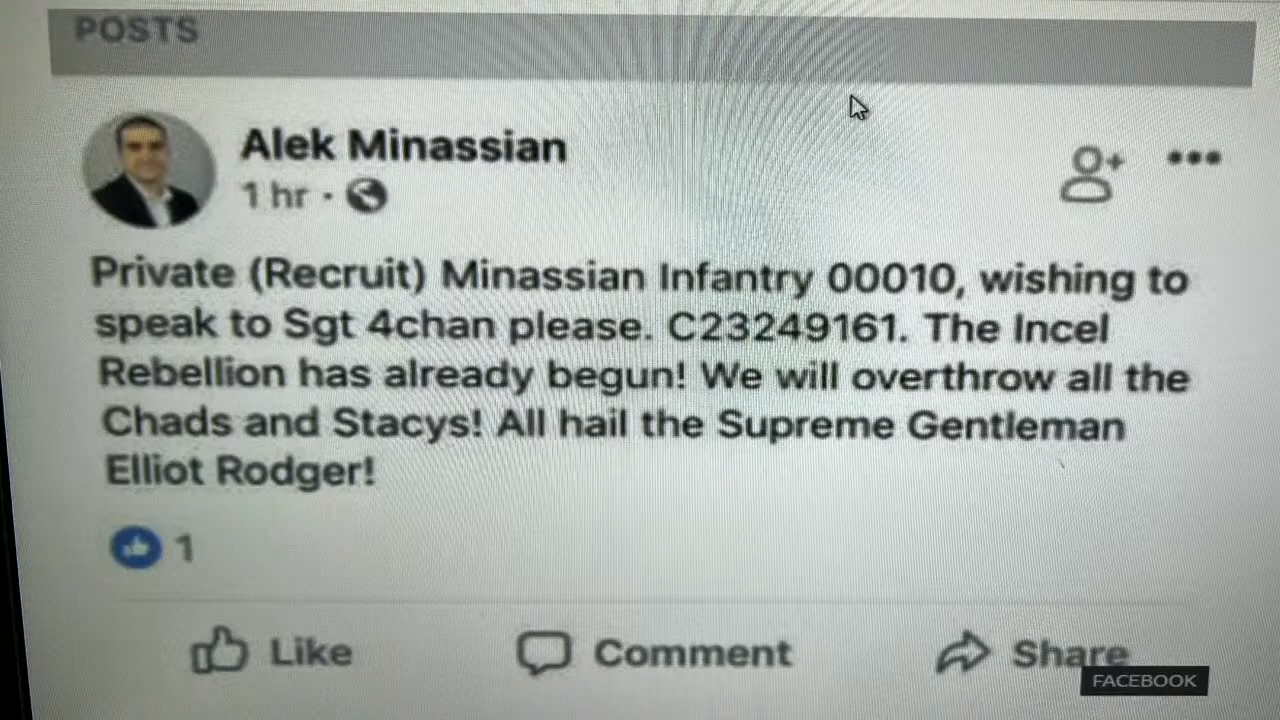 POSTS
Alek Minassian
1 hr ·
Private (Recruit) Minassian Infantry 00010, wishing to
speak to Sgt 4chan please. C23249161. The Incel
Rebellion has already begun! We will overthrow all the
Chads and Stacys! All hail the Supreme Gentleman
Elliot Rodger!
1
Like Comment Share
FACEBOOK